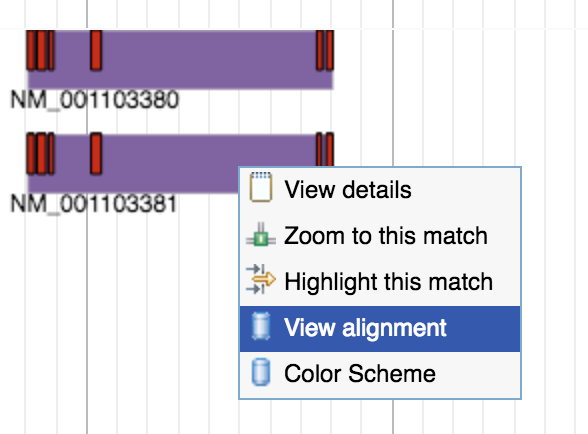 NM_001103380
NM_001103381
View details
Zoom to this match
Highlight this match
View alignment
Color Scheme